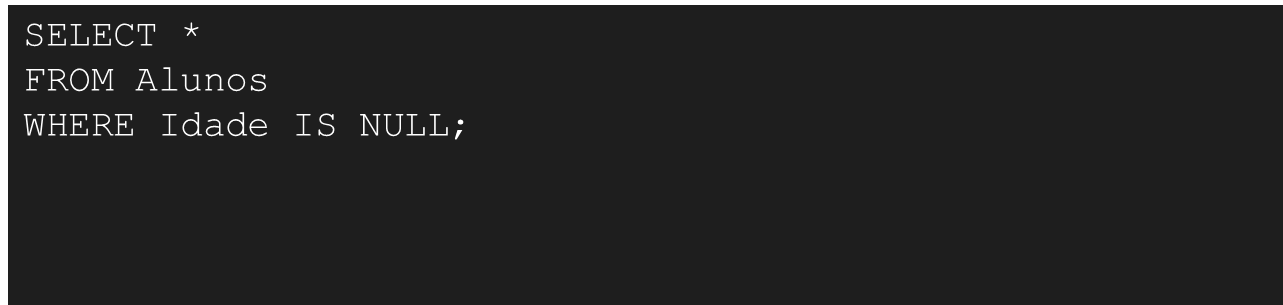 SELECT *
FROM Alunos
WHERE Idade IS NULL;